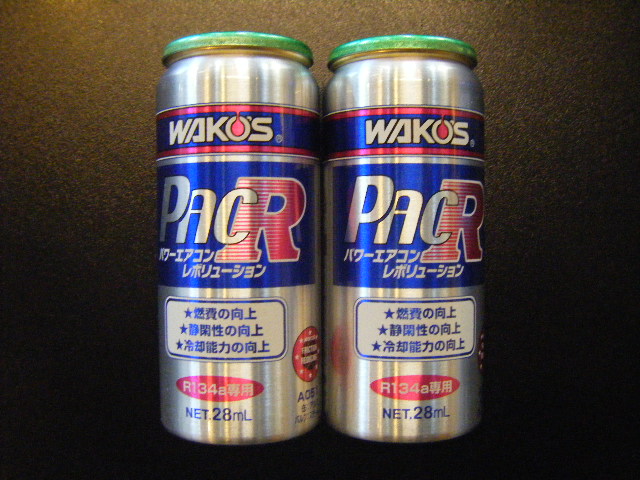 WAKO'S®
PAC R
パワーエアコン
レボリューション
★燃費の向上
★静閑性の向上
★冷却能力の向上
R134a専用
NET.28mL
WAKO'S®
PAC R
パワーエアコン
レボリューション
★燃費の向上
★静閑性の向上
★冷却能力の向上
R134a専用
NET.28mL